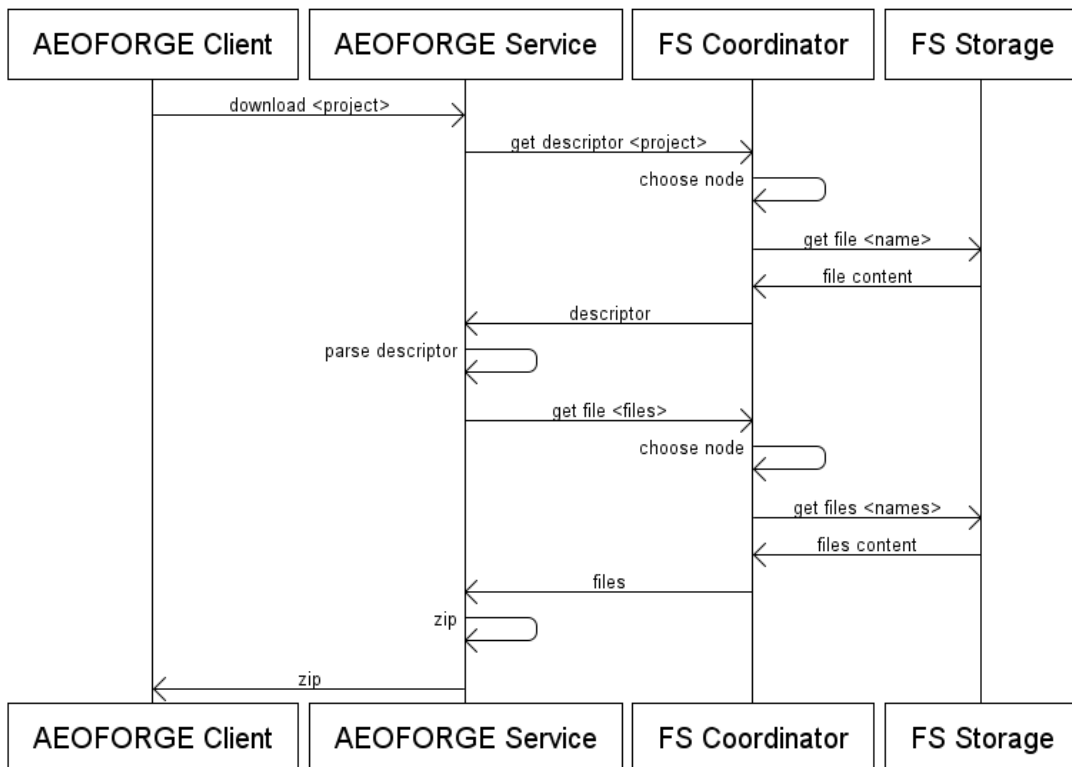 AEOFORGE Client AEOFORGE Service FS Coordinator FS Storage
download <project>
get descriptor <project>
choose node
get file <name>
file content
descriptor
parse descriptor
get file <files>
choose node
get files <names>
files content
files
zip
zip
AEOFORGE Client AEOFORGE Service FS Coordinator FS Storage